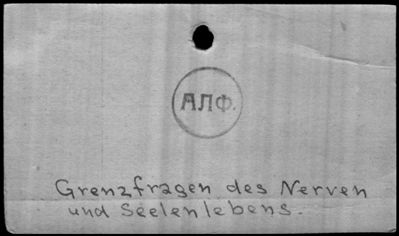 АЛФ.
Grenzfragen des Nerven
und Seelenlebens.